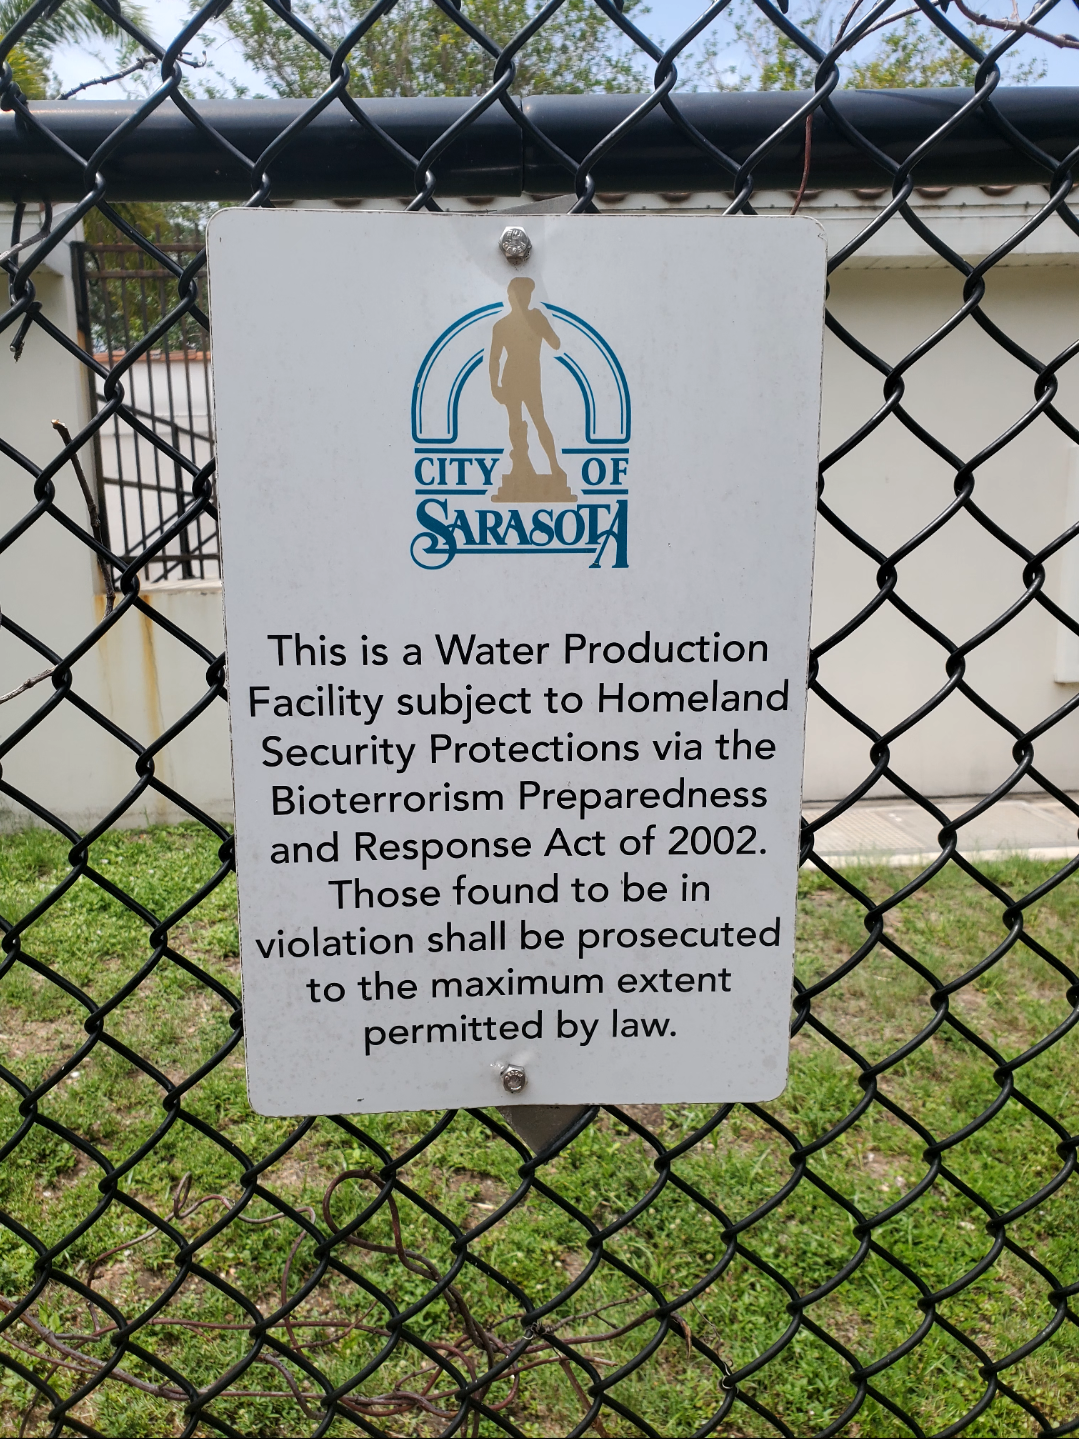 CITY OF
SARASOTA
This is a Water Production
Facility subject to Homeland
Security Protections via the
Bioterrorism Preparedness
and Response Act of 2002.
Those found to be in
violation shall be prosecuted
to the maximum extent
permitted by law.